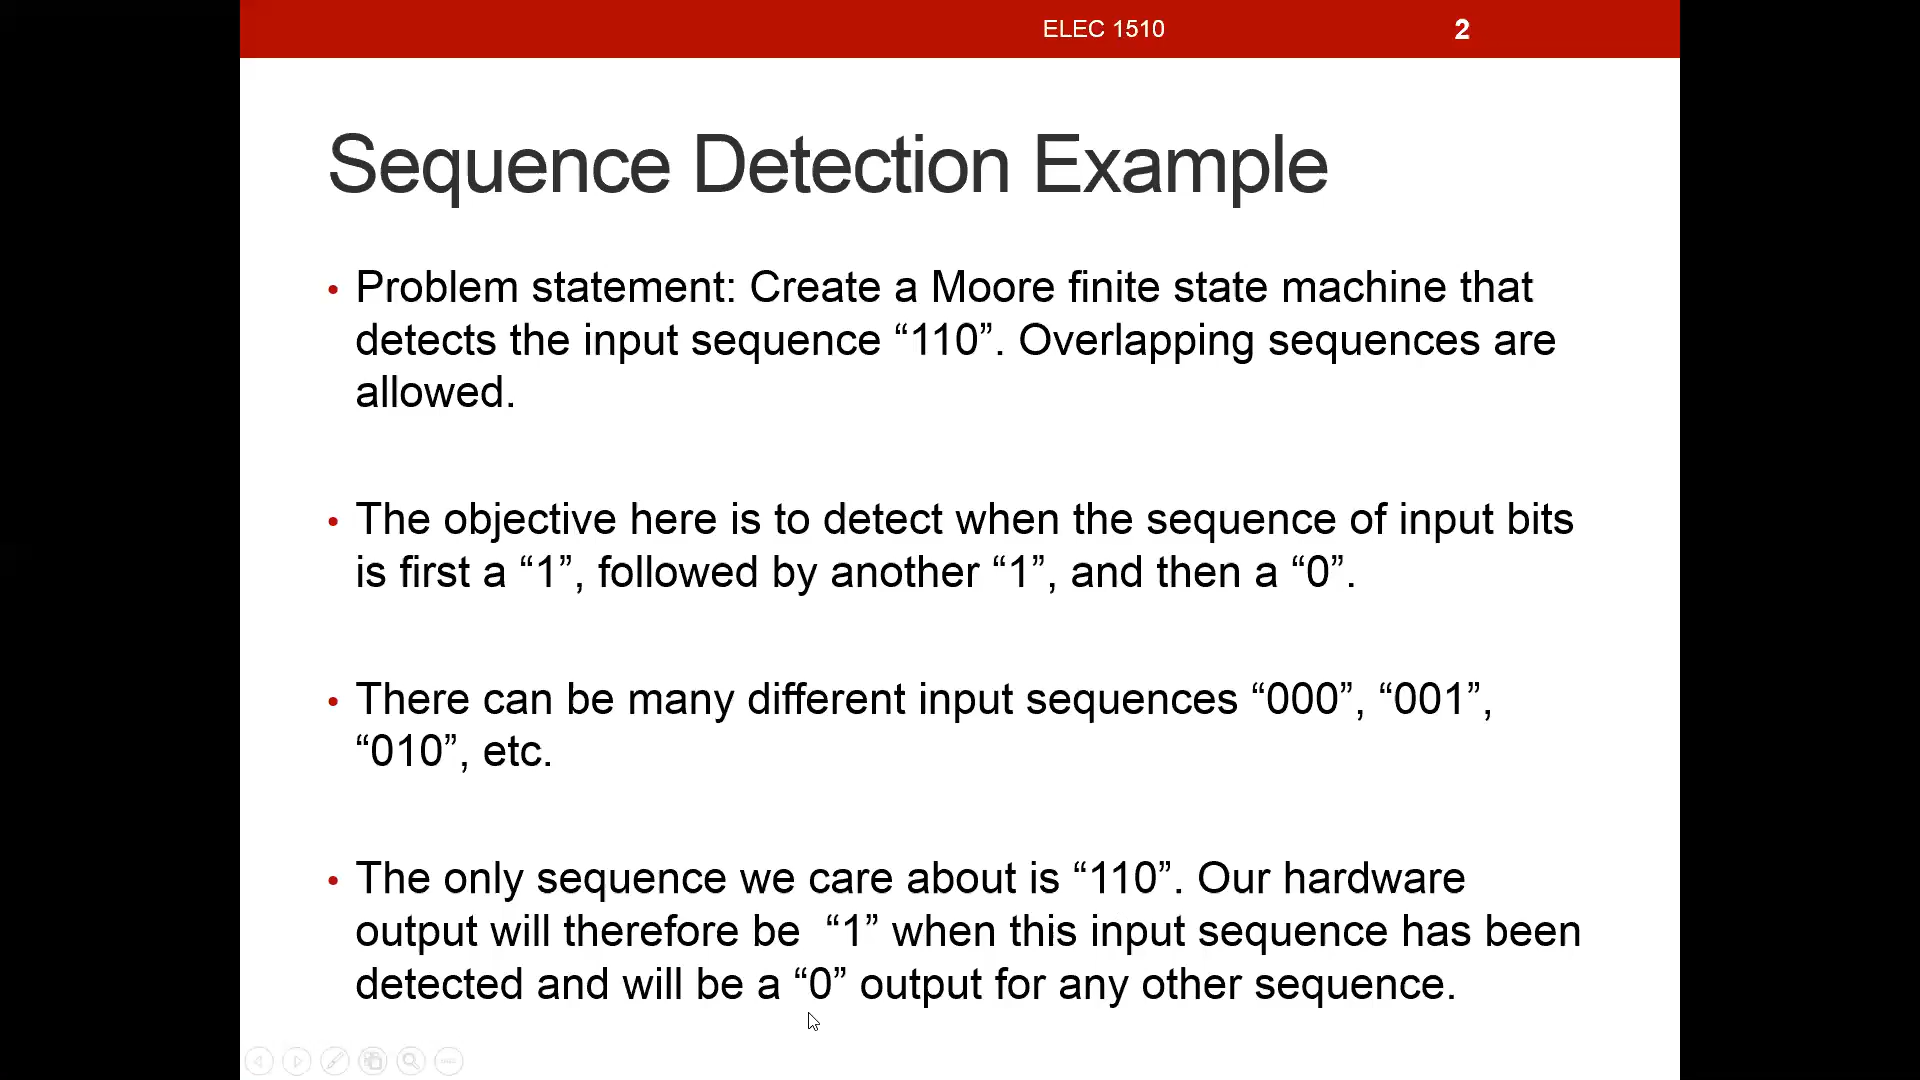 ELEC 1510 2
Sequence Detection Example
• Problem statement: Create a Moore finite state machine that
detects the input sequence “110”. Overlapping sequences are
allowed.
• The objective here is to detect when the sequence of input bits
is first a “1”, followed by another “1”, and then a “0”.
• There can be many different input sequences “000”, “001”,
“010”, etc.
• The only sequence we care about is “110”. Our hardware
output will therefore be  “1” when this input sequence has been
detected and will be a “0” output for any other sequence.